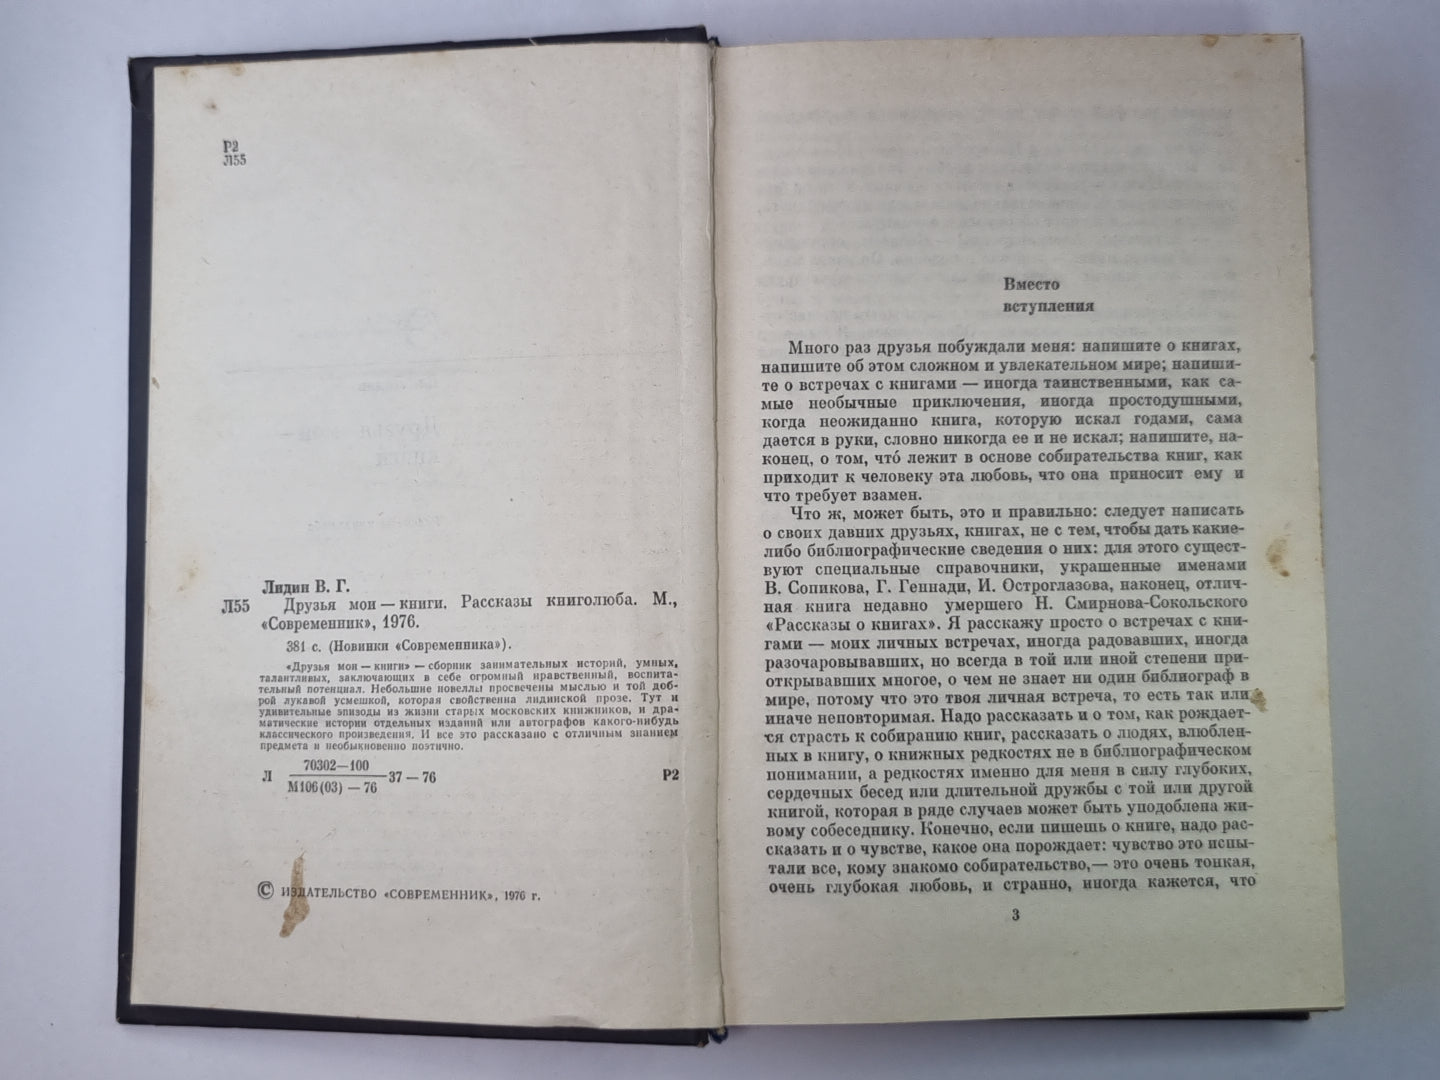 Р2
Л55
Лидин В. Г.
Л55 Друзья мои — книги. Рассказы книголюба. М.,
«Современник», 1976.
381 с. (Новинки «Современника»).
«Друзья мои — книги» — сборник занимательных историй, умных,
талантливых, заключающих в себе огромный нравственный, воспита-
тельный потенциал. Небольшие новеллы просвечены мыслью и той доб-
рой лукавой усмешкой, которая свойственна лидинской прозе. Тут и
удивительные эпизоды из жизни старых московских книжников, и дра-
матические истории отдельных изданий или автографов какого-нибудь
классического произведения. И все это рассказано с отличным знанием
предмета и необыкновенно поэтично.
70302—100
Л 37—76 Р2
М106(03)—76
© ИЗДАТЕЛЬСТВО «СОВРЕМЕННИК», 1976 г.
Вместо
вступления
Много раз друзья побуждали меня: напишите о книгах,
напишите об этом сложном и увлекательном мире; напиши-
те о встречах с книгами — иногда таинственными, как са-
мые необычные приключения, иногда простодушными,
когда неожиданно книга, которую искал годами, сама
дается в руки, словно никогда ее и не искал; напишите, на-
конец, о том, что́ лежит в основе собирательства книг, как
приходит к человеку эта любовь, что она приносит ему и
что требует взамен.
Что ж, может быть, это и правильно: следует написать
о своих давних друзьях, книгах, не с тем, чтобы дать какие-
либо библиографические сведения о них: для этого сущест-
вуют специальные справочники, украшенные именами
В. Сопикова, Г. Геннади, И. Остроглазова, наконец, отлич-
ная книга недавно умершего Н. Смирнова-Сокольского
«Рассказы о книгах». Я расскажу просто о встречах с кни-
гами — моих личных встречах, иногда радовавших, иногда
разочаровывавших, но всегда в той или иной степени при-
открывавших многое, о чем не знает ни один библиограф в
мире, потому что это твоя личная встреча, то есть так или
иначе неповторимая. Надо рассказать и о том, как рождает-
ся страсть к собиранию книг, рассказать о людях, влюблен-
ных в книгу, о книжных редкостях не в библиографическом
понимании, а редкостях именно для меня в силу глубоких,
сердечных бесед или длительной дружбы с той или другой
книгой, которая в ряде случаев может быть уподоблена жи-
вому собеседнику. Конечно, если пишешь о книге, надо рас-
сказать и о чувстве, какое она порождает: чувство это испы-
тали все, кому знакомо собирательство,— это очень тонкая,
очень глубокая любовь, и странно, иногда кажется, что
3